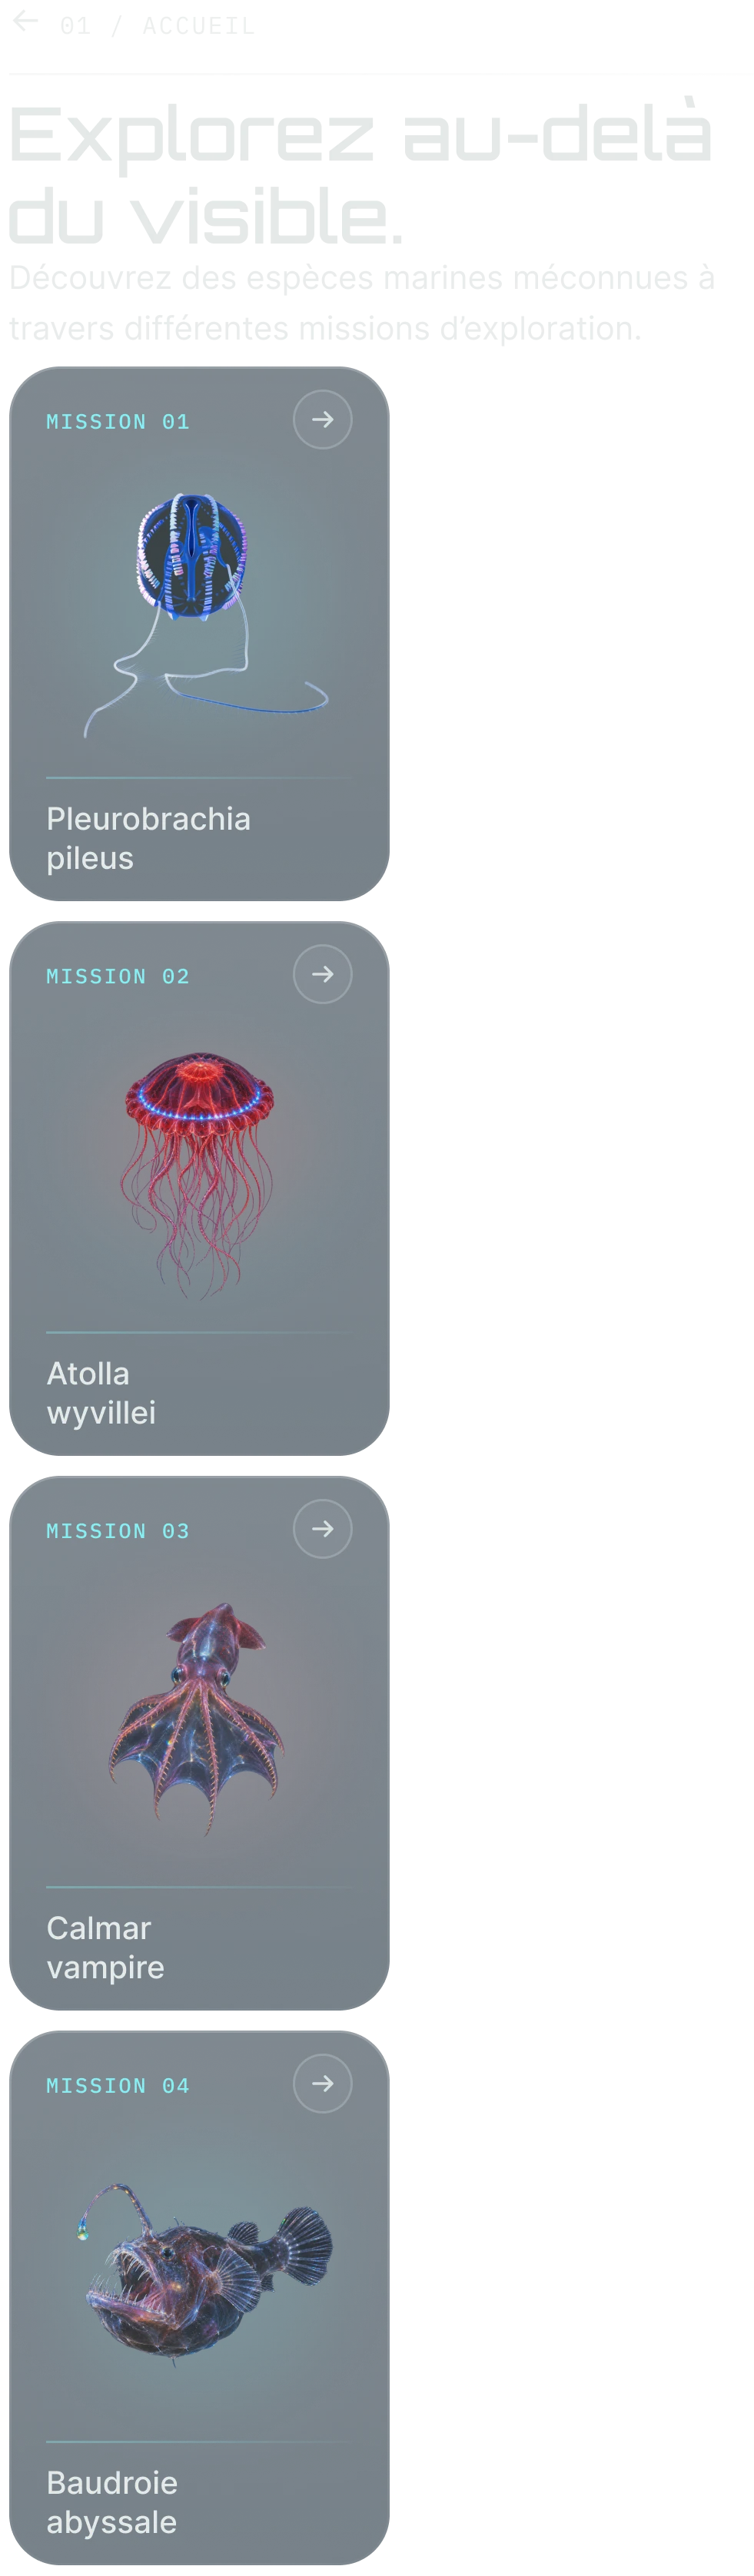 01 / ACCUEIL
Explorez au-delà
du visible.
Découvrez des espèces marines méconnues à
travers différentes missions d’exploration.
MISSION 01
Pleurobrachia
pileus
MISSION 02
Atolla
wyvillei
MISSION 03
Calmar
vampire
MISSION 04
Baudroie
abyssale